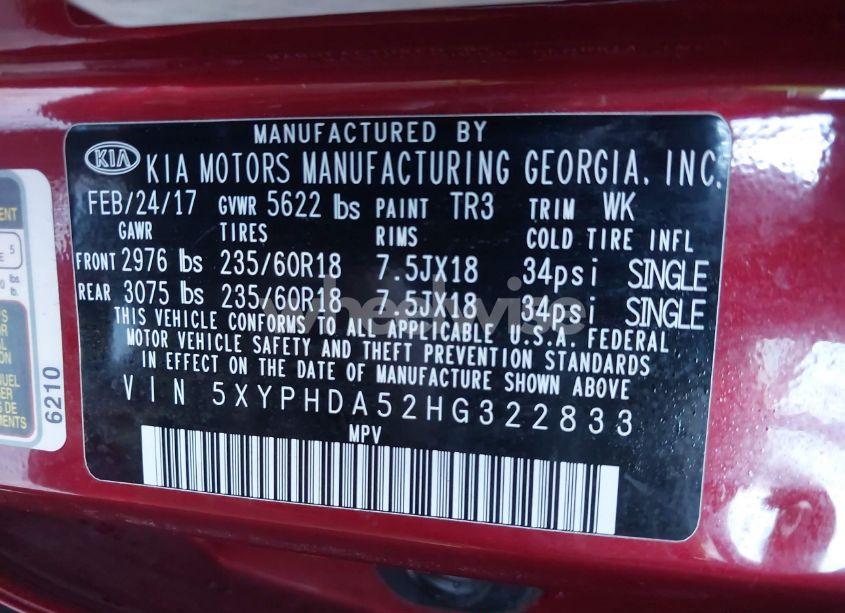 MANUFACTURED BY
KIA KIA MOTORS MANUFACTURING GEORGIA, INC.
FEB/24/17 GVWR 5622 lbs PAINT TR3 TRIM WK
GAWR TIRES RIMS COLD TIRE INFL
FRONT 2976 lbs 235/60R18 7.5JX18 34psi SINGLE
REAR 3075 lbs 235/60R18 7.5JX18 34psi SINGLE
THIS VEHICLE CONFORMS TO ALL APPLICABLE U.S.A. FEDERAL
MOTOR VEHICLE SAFETY AND THEFT PREVENTION STANDARDS
IN EFFECT ON THE DATE OF MANUFACTURE SHOWN ABOVE
VIN 5XYPHDA52HG322833
MPV
6210